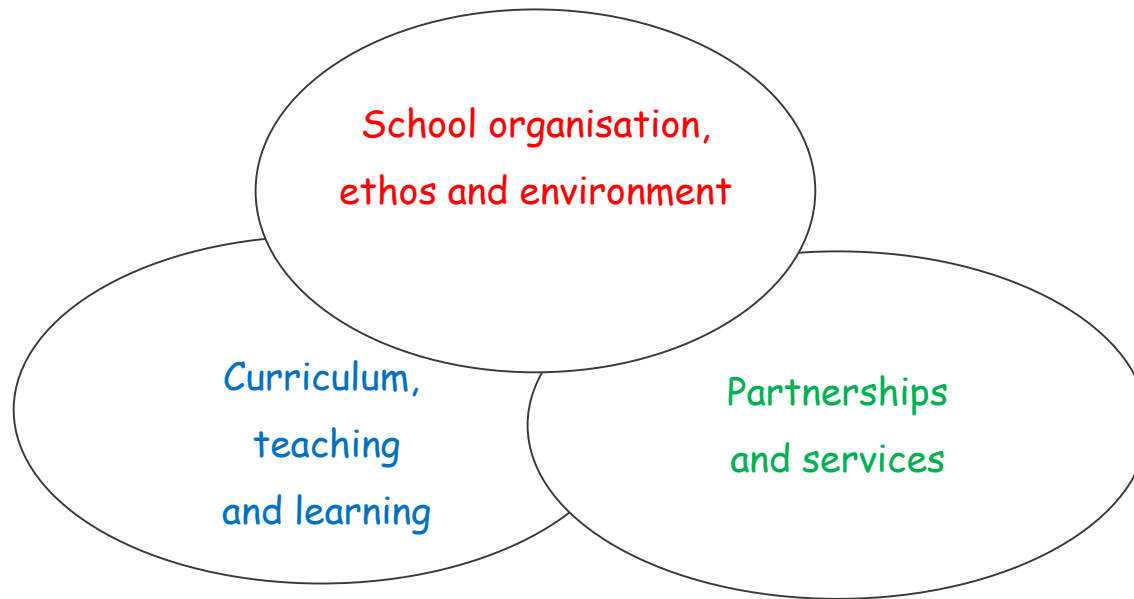 School organisation,
ethos and environment
Curriculum,
teaching
and learning
Partnerships
and services